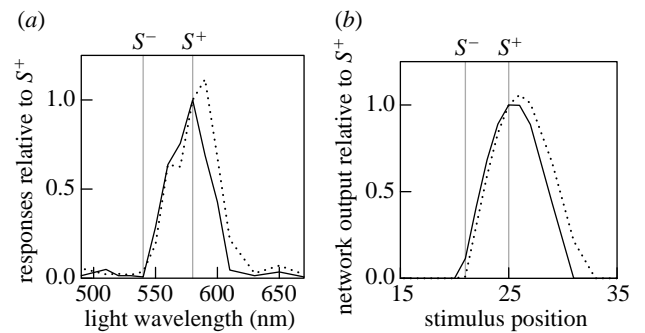 (a)
S− S+
responses relative to S+
1.0
0.5
0.0
500 550 600 650
light wavelength (nm)
(b)
S− S+
network output relative to S+
1.0
0.5
0.0
15 25 35
stimulus position